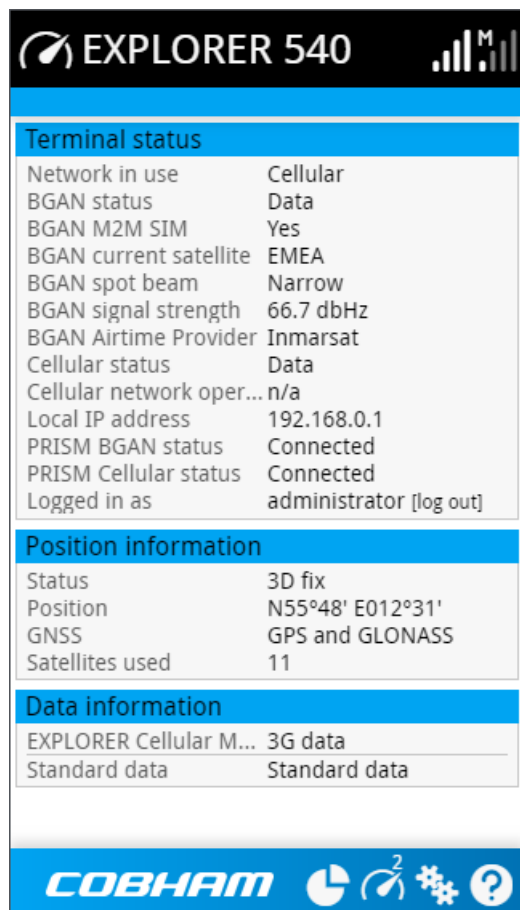 EXPLORER 540
M
Terminal status
Network in use Cellular
BGAN status Data
BGAN M2M SIM Yes
BGAN current satellite EMEA
BGAN spot beam Narrow
BGAN signal strength 66.7 dbHz
BGAN Airtime Provider Inmarsat
Cellular status Data
Cellular network oper... n/a
Local IP address 192.168.0.1
PRISM BGAN status Connected
PRISM Cellular status Connected
Logged in as administrator [log out]
Position information
Status 3D fix
Position N55º48' E012º31'
GNSS GPS and GLONASS
Satellites used 11
Data information
EXPLORER Cellular M... 3G data
Standard data Standard data
COBHAM 2 ?